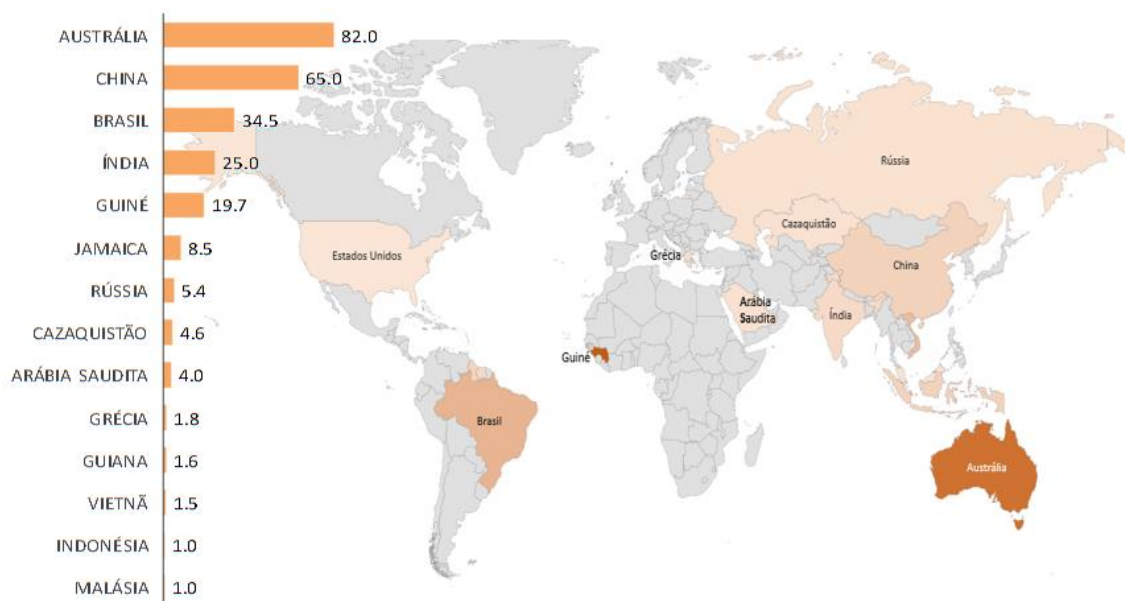 AUSTRÁLIA 82.0
CHINA 65.0
BRASIL 34.5
ÍNDIA 25.0
GUINÉ 19.7
JAMAICA 8.5
RÚSSIA 5.4
CAZAQUISTÃO 4.6
ARÁBIA SAUDITA 4.0
GRÉCIA 1.8
GUIANA 1.6
VIETNÃ 1.5
INDONÉSIA 1.0
MALÁSIA 1.0
Rússia
Cazaquistão
Estados Unidos
Grécia
China
Arábia
Saudita
Índia
Guiné
Brasil
Austrália